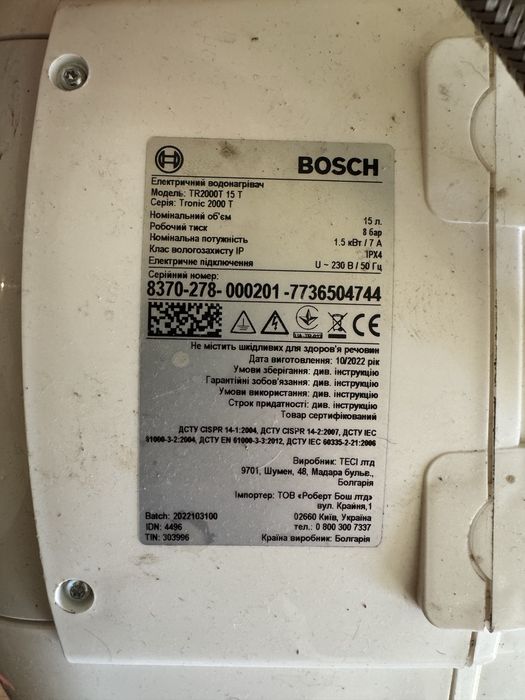 BOSCH
Електричний водонагрівач
Модель: TR2000T 15 T
Серія: Tronic 2000 T
Номінальний об'єм 15 л.
Робочий тиск 8 бар
Номінальна потужність 1.5 кВт / 7 А
Клас вологозахисту IP IPX4
Електричне підключення U ~ 230 В / 50 Гц
Серійний номер:
8370-278- 000201 -7736504744
CE
Не містить шкідливих для здоров'я речовин
Дата виготовлення: 10/2022 рік
Умови зберігання: див. інструкцію
Гарантійні зобов'язання: див. інструкцію
Умови використання: див. інструкцію
Строк придатності: див. інструкцію
Товар сертифікований
ДСТУ CISPR 14-1:2004, ДСТУ CISPR 14-2:2007, ДСТУ IEC
61000-3-2:2004, ДСТУ EN 61000-3-3:2012, ДСТУ IEC 60335-2-21:2006
Виробник: TECI лтд
9701, Шумен, 48, Мадара бульв.,
Болгарія
Імпортер: ТОВ «Роберт Бош лтд»
вул. Крайня,1
Batch: 2022103100 02660 Київ, Україна
IDN: 4496 тел.: 0 800 300 7337
TIN: 303996 Країна виробник: Болгарія